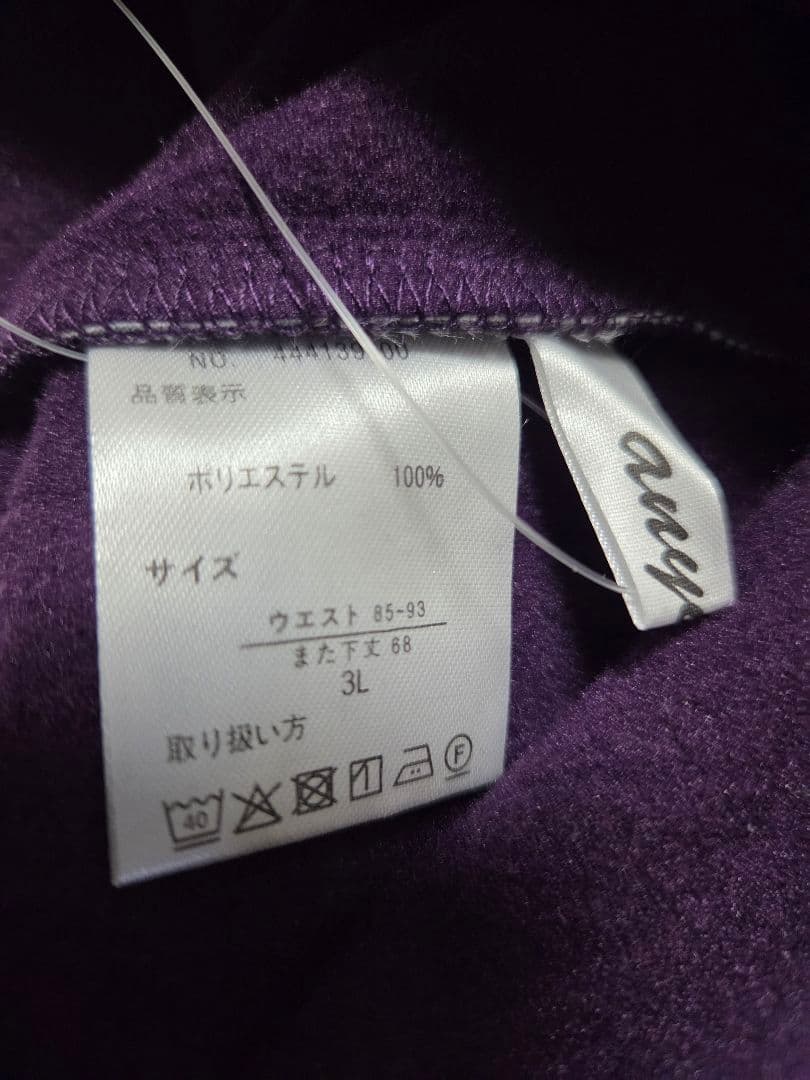 NO.
品質表示
ポリエステル 100%
サイズ
ウエスト 85-93
また下丈 68
3L
取り扱い方
40
F